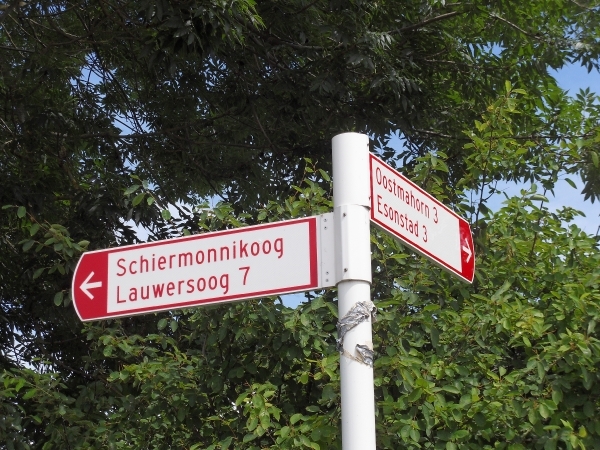 Schiermonnikoog
Lauwersoog 7
Oostmahorn 3
Esonstad 3